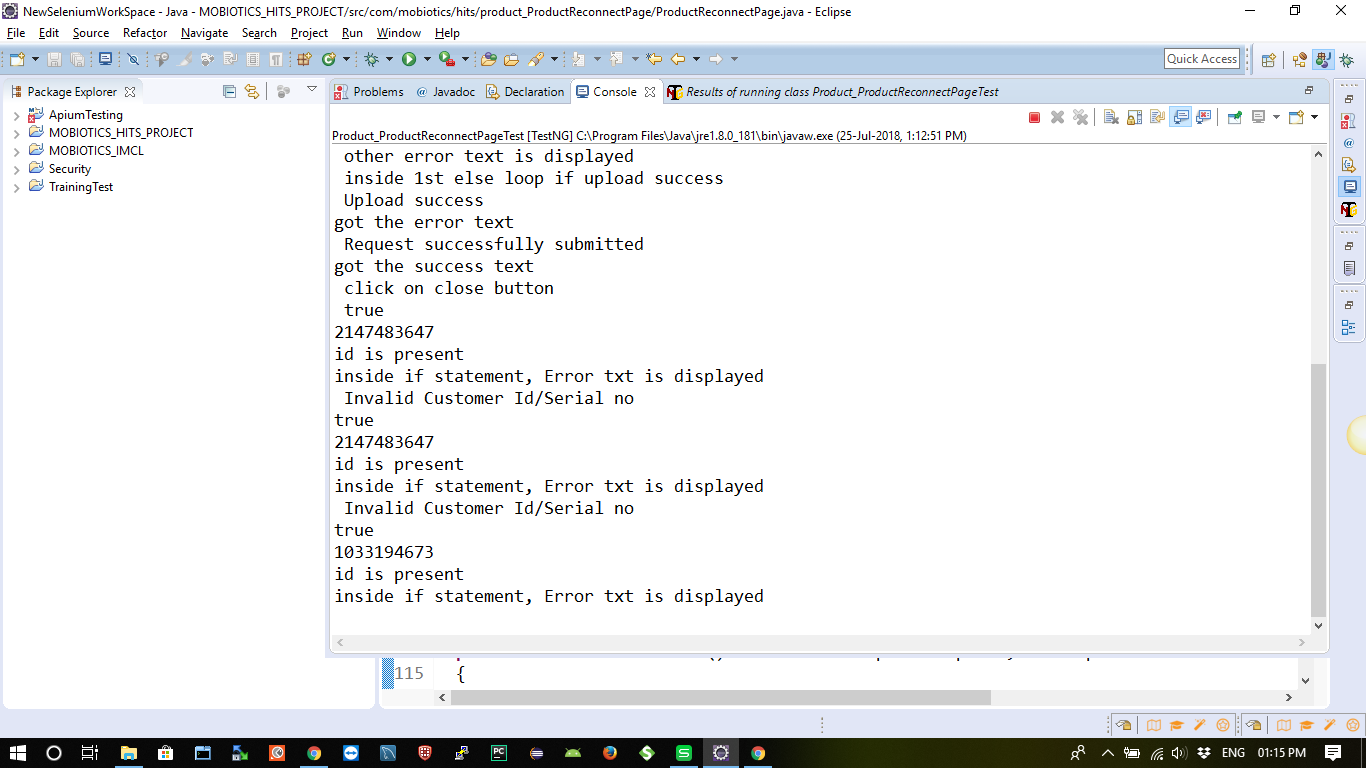 NewSeleniumWorkSpace - Java - MOBIOTICS_HITS_PROJECT/src/com/mobiotics/hits/product_ProductReconnectPage/ProductReconnectPage.java - Eclipse
File Edit Source Refactor Navigate Search Project Run Window Help
Quick Access
Package Explorer
ApiumTesting
MOBIOTICS_HITS_PROJECT
MOBIOTICS_IMCL
Security
TrainingTest
Problems @ Javadoc Declaration Console Results of running class Product_ProductReconnectPageTest
Product_ProductReconnectPageTest [TestNG] C:\Program Files\Java\jre1.8.0_181\bin\javaw.exe (25-Jul-2018, 1:12:51 PM)
other error text is displayed
inside 1st else loop if upload success
Upload success
got the error text
Request successfully submitted
got the success text
click on close button
true
2147483647
id is present
inside if statement, Error txt is displayed
Invalid Customer Id/Serial no
true
2147483647
id is present
inside if statement, Error txt is displayed
Invalid Customer Id/Serial no
true
1033194673
id is present
inside if statement, Error txt is displayed
115 {
ENG 01:15 PM